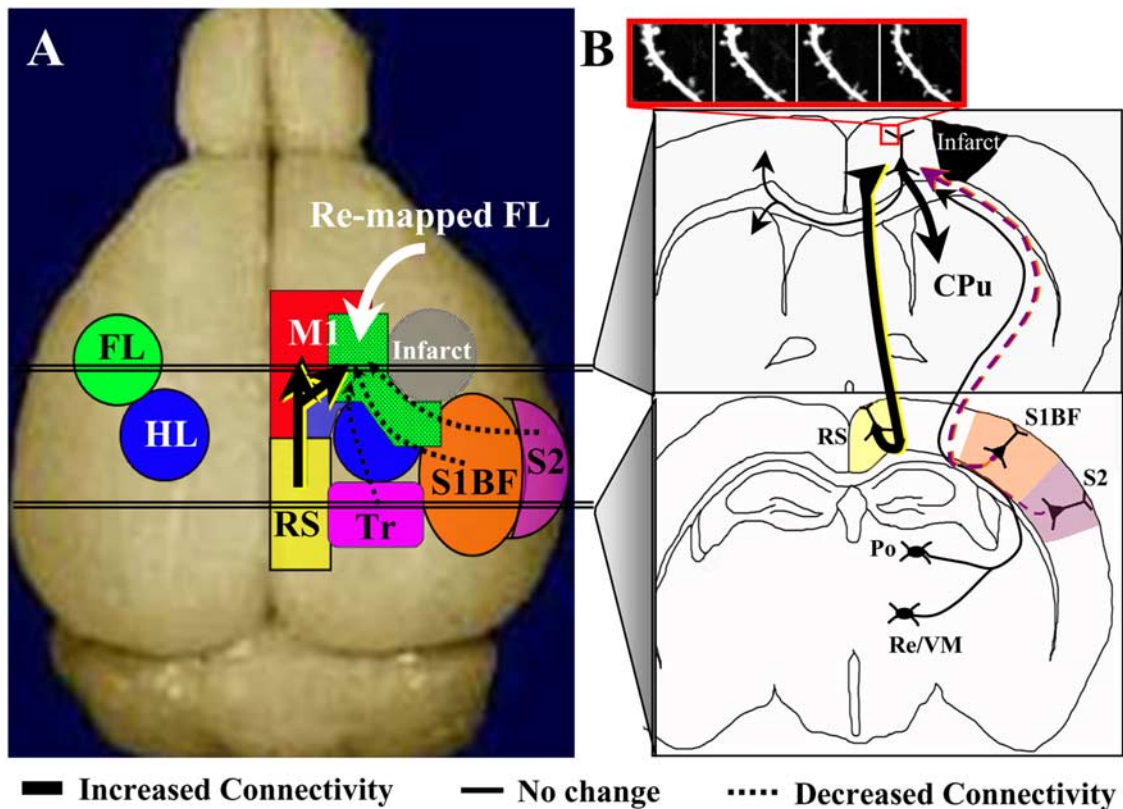 A
B
Infarct
Re-mapped FL
CPu
M1
FL
Infarct
HL
S1BF
S2
RS
Tr
RS
S1BF
S2
Po
Re/VM
Increased Connectivity
No change
Decreased Connectivity